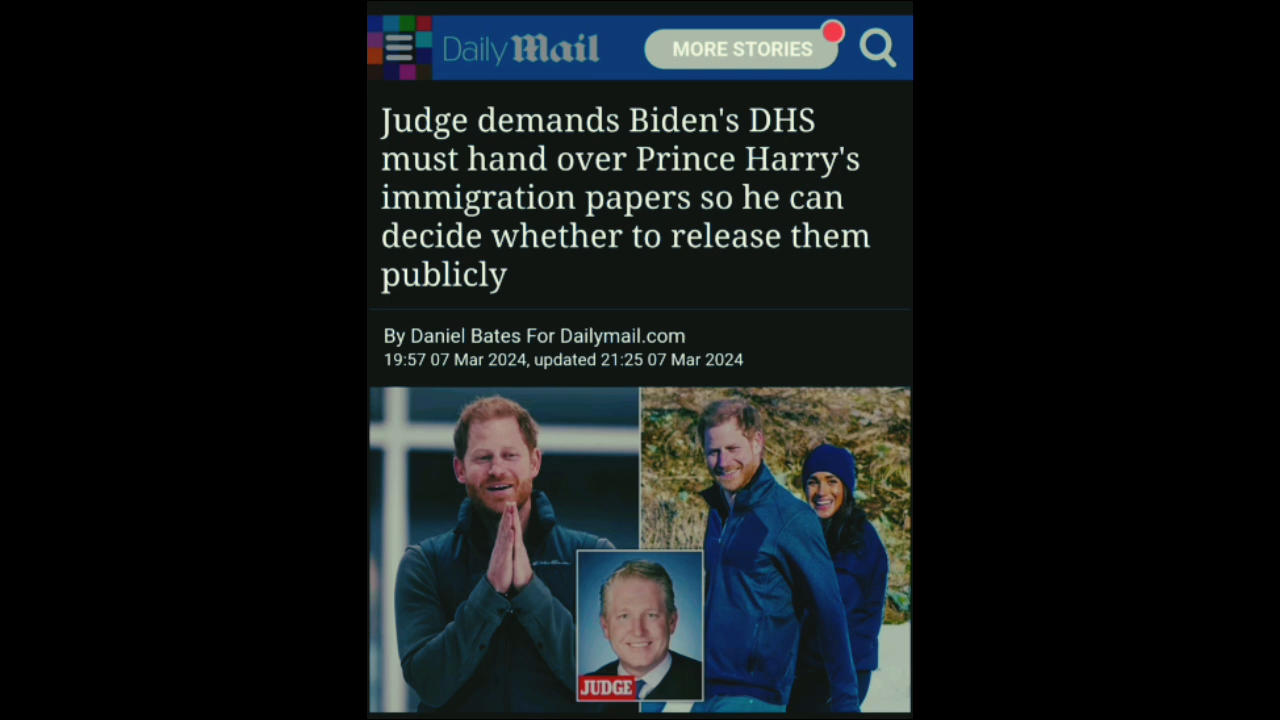 Daily Mail
MORE STORIES
Judge demands Biden's DHS
must hand over Prince Harry's
immigration papers so he can
decide whether to release them
publicly
By Daniel Bates For Dailymail.com
19:57 07 Mar 2024, updated 21:25 07 Mar 2024
JUDGE